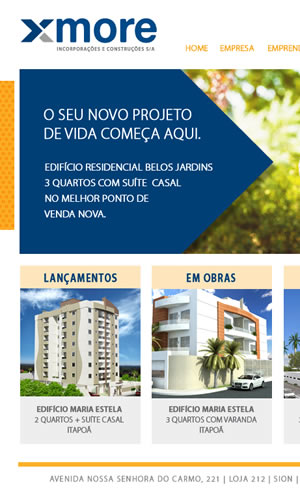 xmore
INCORPORAÇÕES E CONSTRUÇÕES S/A
HOME EMPRESA EMPREEN
O SEU NOVO PROJETO
DE VIDA COMEÇA AQUI.
EDIFÍCIO RESIDENCIAL BELOS JARDINS
3 QUARTOS COM SUÍTE CASAL
NO MELHOR PONTO DE
VENDA NOVA.
LANÇAMENTOS
EM OBRAS
EDIFÍCIO MARIA ESTELA
2 QUARTOS + SUÍTE CASAL
ITAPOÃ
EDIFÍCIO MARIA ESTELA
3 QUARTOS COM VARANDA
ITAPOÃ
AVENIDA NOSSA SENHORA DO CARMO, 221 | LOJA 212 | SION |